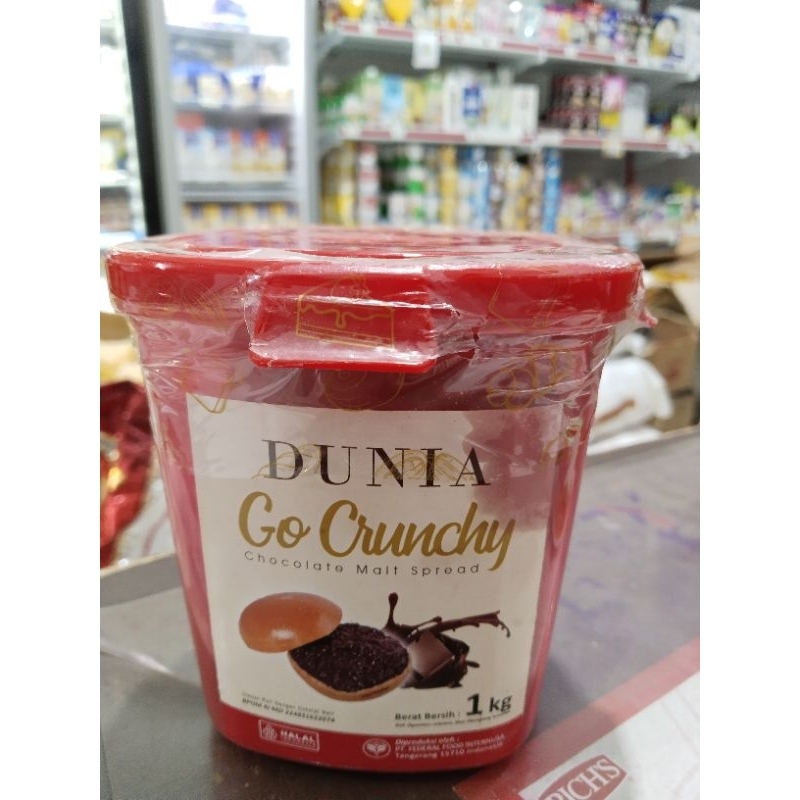 DUNIA
Go Crunchy
Chocolate Malt Spread
Berat Bersih : 1 kg
HALAL
INDONESIA
Diproduksi oleh :
PT. FEDERAL FOOD INTERNUSA
Tangerang 15710 Indonesia
RICH'S